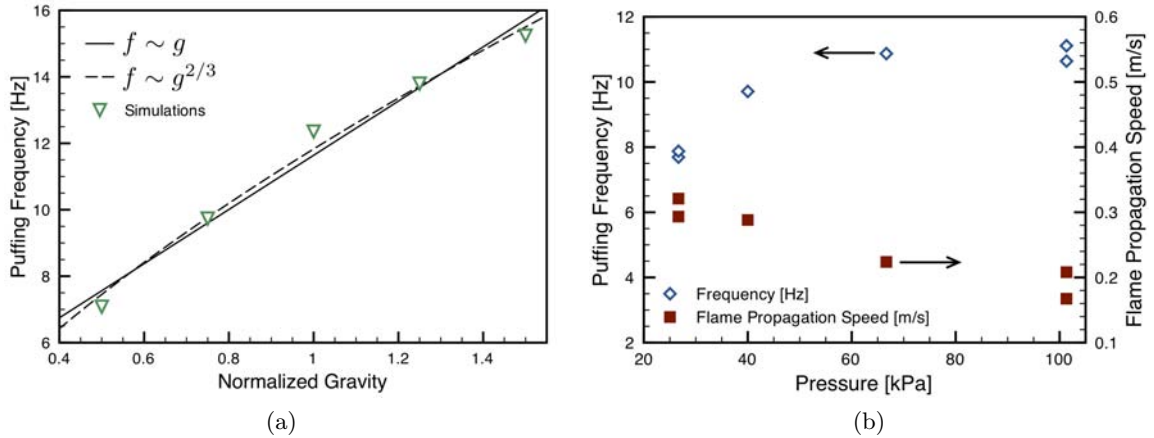 16
14
12
10
8
6
Puffing Frequency [Hz]
f ∼ g
f ∼ g^{2/3}
Simulations
0.4 0.6 0.8 1 1.2 1.4
Normalized Gravity
(a)
12
10
8
6
4
2
Puffing Frequency [Hz]
Frequency [Hz]
Flame Propagation Speed [m/s]
0.6
0.5
0.4
0.3
0.2
0.1
Flame Propagation Speed [m/s]
20 40 60 80 100
Pressure [kPa]
(b)